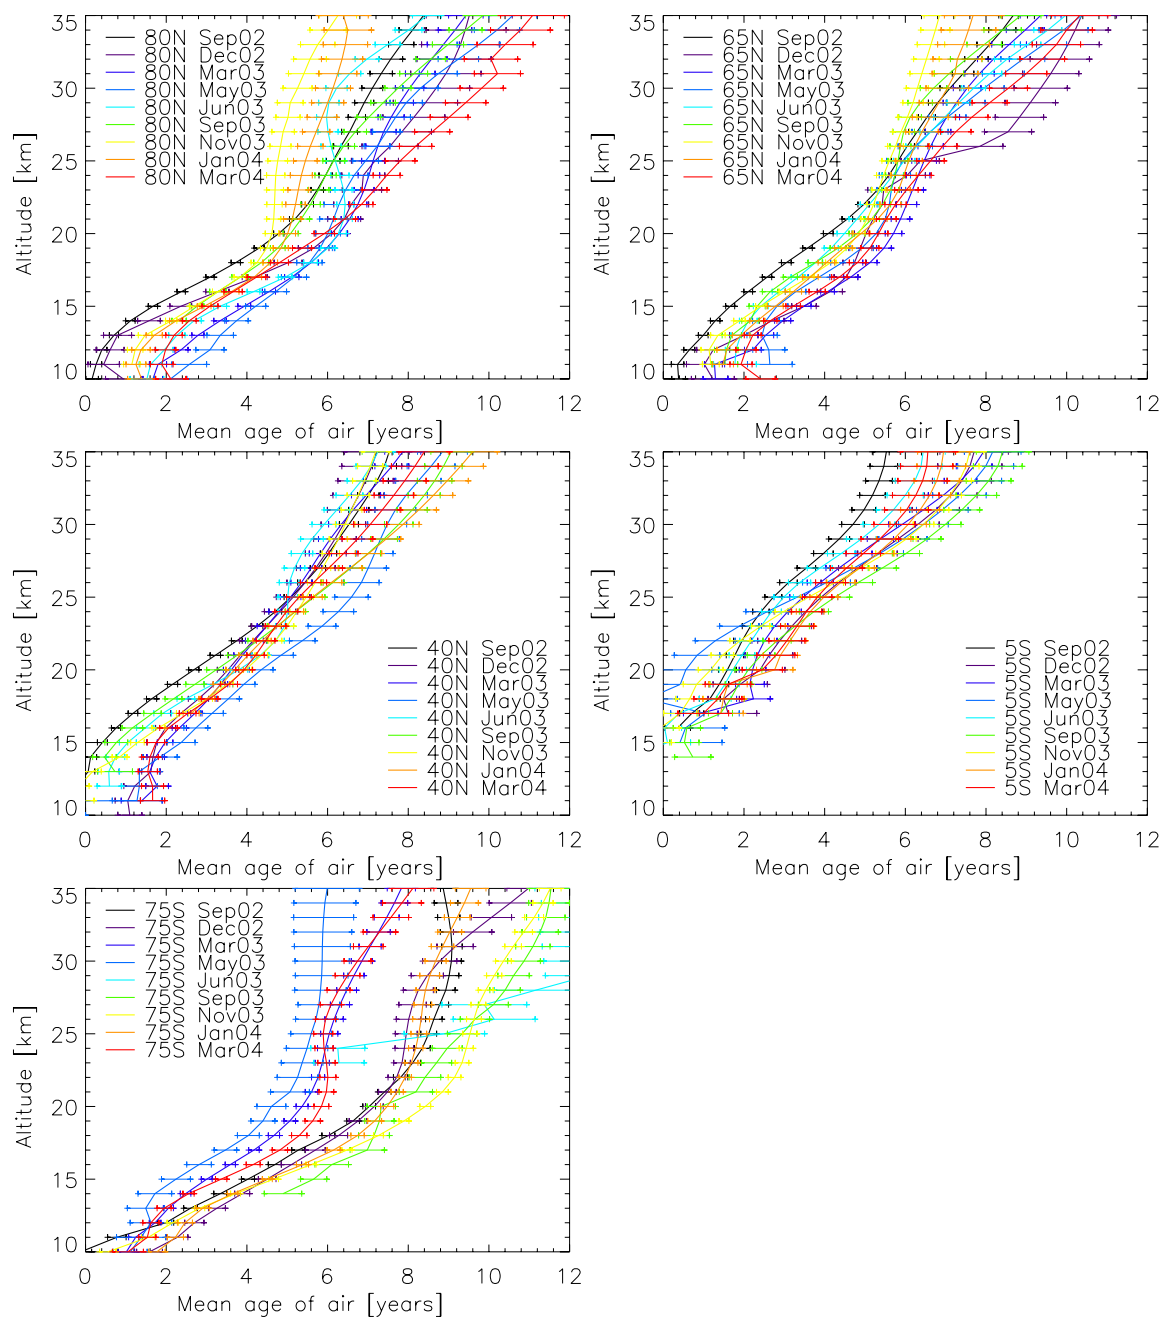 35
30
25
20
15
10
Altitude [km]
80N Sep02
80N Dec02
80N Mar03
80N May03
80N Jun03
80N Sep03
80N Nov03
80N Jan04
80N Mar04
0 2 4 6 8 10 12
Mean age of air [years]
35
30
25
20
15
10
Altitude [km]
65N Sep02
65N Dec02
65N Mar03
65N May03
65N Jun03
65N Sep03
65N Nov03
65N Jan04
65N Mar04
0 2 4 6 8 10 12
Mean age of air [years]
35
30
25
20
15
10
Altitude [km]
40N Sep02
40N Dec02
40N Mar03
40N May03
40N Jun03
40N Sep03
40N Nov03
40N Jan04
40N Mar04
0 2 4 6 8 10 12
Mean age of air [years]
35
30
25
20
15
10
Altitude [km]
5S Sep02
5S Dec02
5S Mar03
5S May03
5S Jun03
5S Sep03
5S Nov03
5S Jan04
5S Mar04
0 2 4 6 8 10 12
Mean age of air [years]
35
30
25
20
15
10
Altitude [km]
75S Sep02
75S Dec02
75S Mar03
75S May03
75S Jun03
75S Sep03
75S Nov03
75S Jan04
75S Mar04
0 2 4 6 8 10 12
Mean age of air [years]